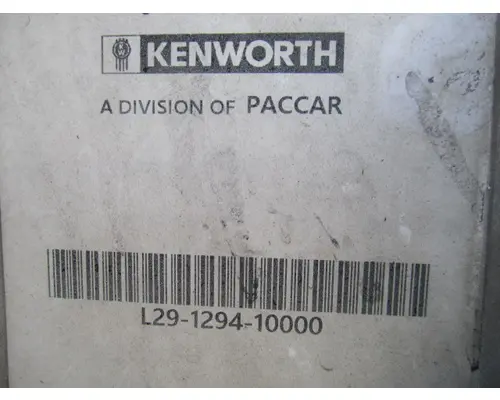 KENWORTH
A DIVISION OF PACCAR
L29-1294-10000